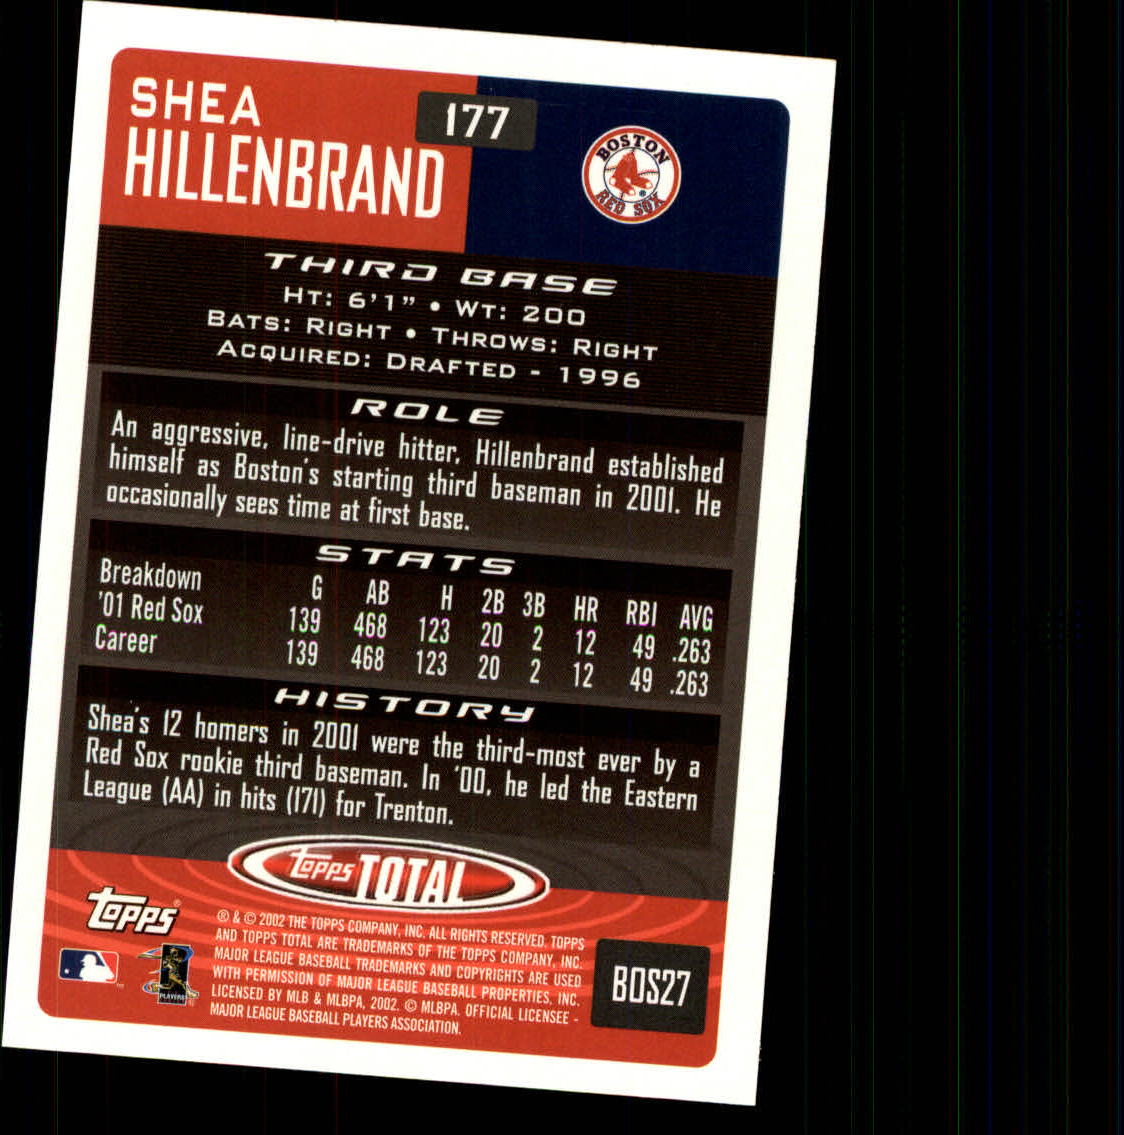 SHEA
HILLENBRAND
177
BOSTON
RED SOX
THIRD BASE
HT: 6'1" • WT: 200
BATS: RIGHT • THROWS: RIGHT
ACQUIRED: DRAFTED - 1996
ROLE
An aggressive, line-drive hitter, Hillenbrand established
himself as Boston's starting third baseman in 2001. He
occasionally sees time at first base.
STATS
Breakdown G AB H 2B 3B HR RBI AVG
'01 Red Sox 139 468 123 20 2 12 49 .263
Career 139 468 123 20 2 12 49 .263
HISTORY
Shea's 12 homers in 2001 were the third-most ever by a
Red Sox rookie third baseman. In '00, he led the Eastern
League (AA) in hits (171) for Trenton.
topps TOTAL
topps
® & © 2002 THE TOPPS COMPANY, INC. ALL RIGHTS RESERVED. TOPPS
AND TOPPS TOTAL ARE TRADEMARKS OF THE TOPPS COMPANY, INC.
MAJOR LEAGUE BASEBALL TRADEMARKS AND COPYRIGHTS ARE USED
WITH PERMISSION OF MAJOR LEAGUE BASEBALL PROPERTIES, INC.
LICENSED BY MLB & MLBPA, 2002. © MLBPA. OFFICIAL LICENSEE -
MAJOR LEAGUE BASEBALL PLAYERS ASSOCIATION.
PLAYERS
BOS27